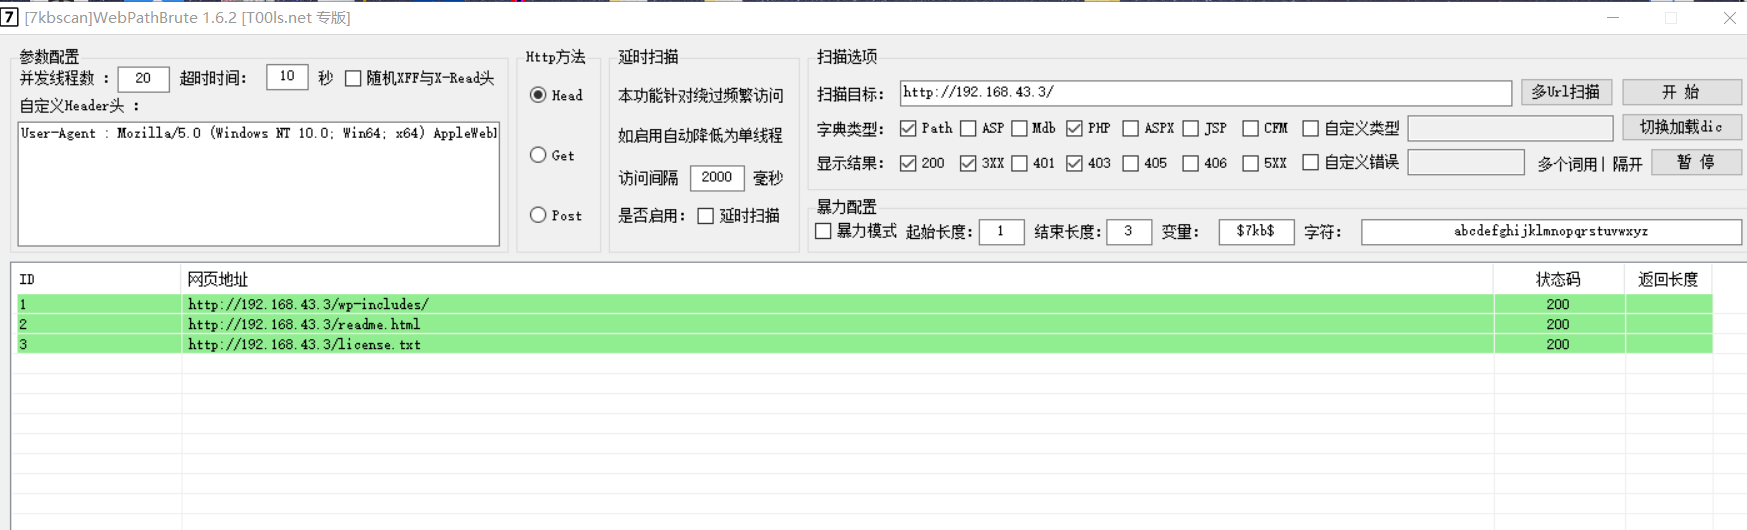 7 [7kbscan]WebPathBrute 1.6.2 [T00ls.net 专版]
参数配置
并发线程数 : 20 超时时间: 10 秒 随机XFF与X-Read头
自定义Header头 :
User-Agent : Mozilla/5.0 (Windows NT 10.0; Win64; x64) AppleWebK
Http方法
Head
Get
Post
延时扫描
本功能针对绕过频繁访问
如启用自动降低为单线程
访问间隔 2000 毫秒
是否启用: 延时扫描
扫描选项
扫描目标: http://192.168.43.3/ 多Url扫描 开 始
字典类型: Path ASP Mdb PHP ASPX JSP CFM 自定义类型 切换加载dic
显示结果: 200 3XX 401 403 405 406 5XX 自定义错误 多个词用| 隔开 暂 停
暴力配置
暴力模式 起始长度: 1 结束长度: 3 变量: $7kb$ 字符: abcdefghijklmnopqrstuvwxyz
ID 网页地址 状态码 返回长度
1 http://192.168.43.3/wp-includes/ 200
2 http://192.168.43.3/readme.html 200
3 http://192.168.43.3/license.txt 200